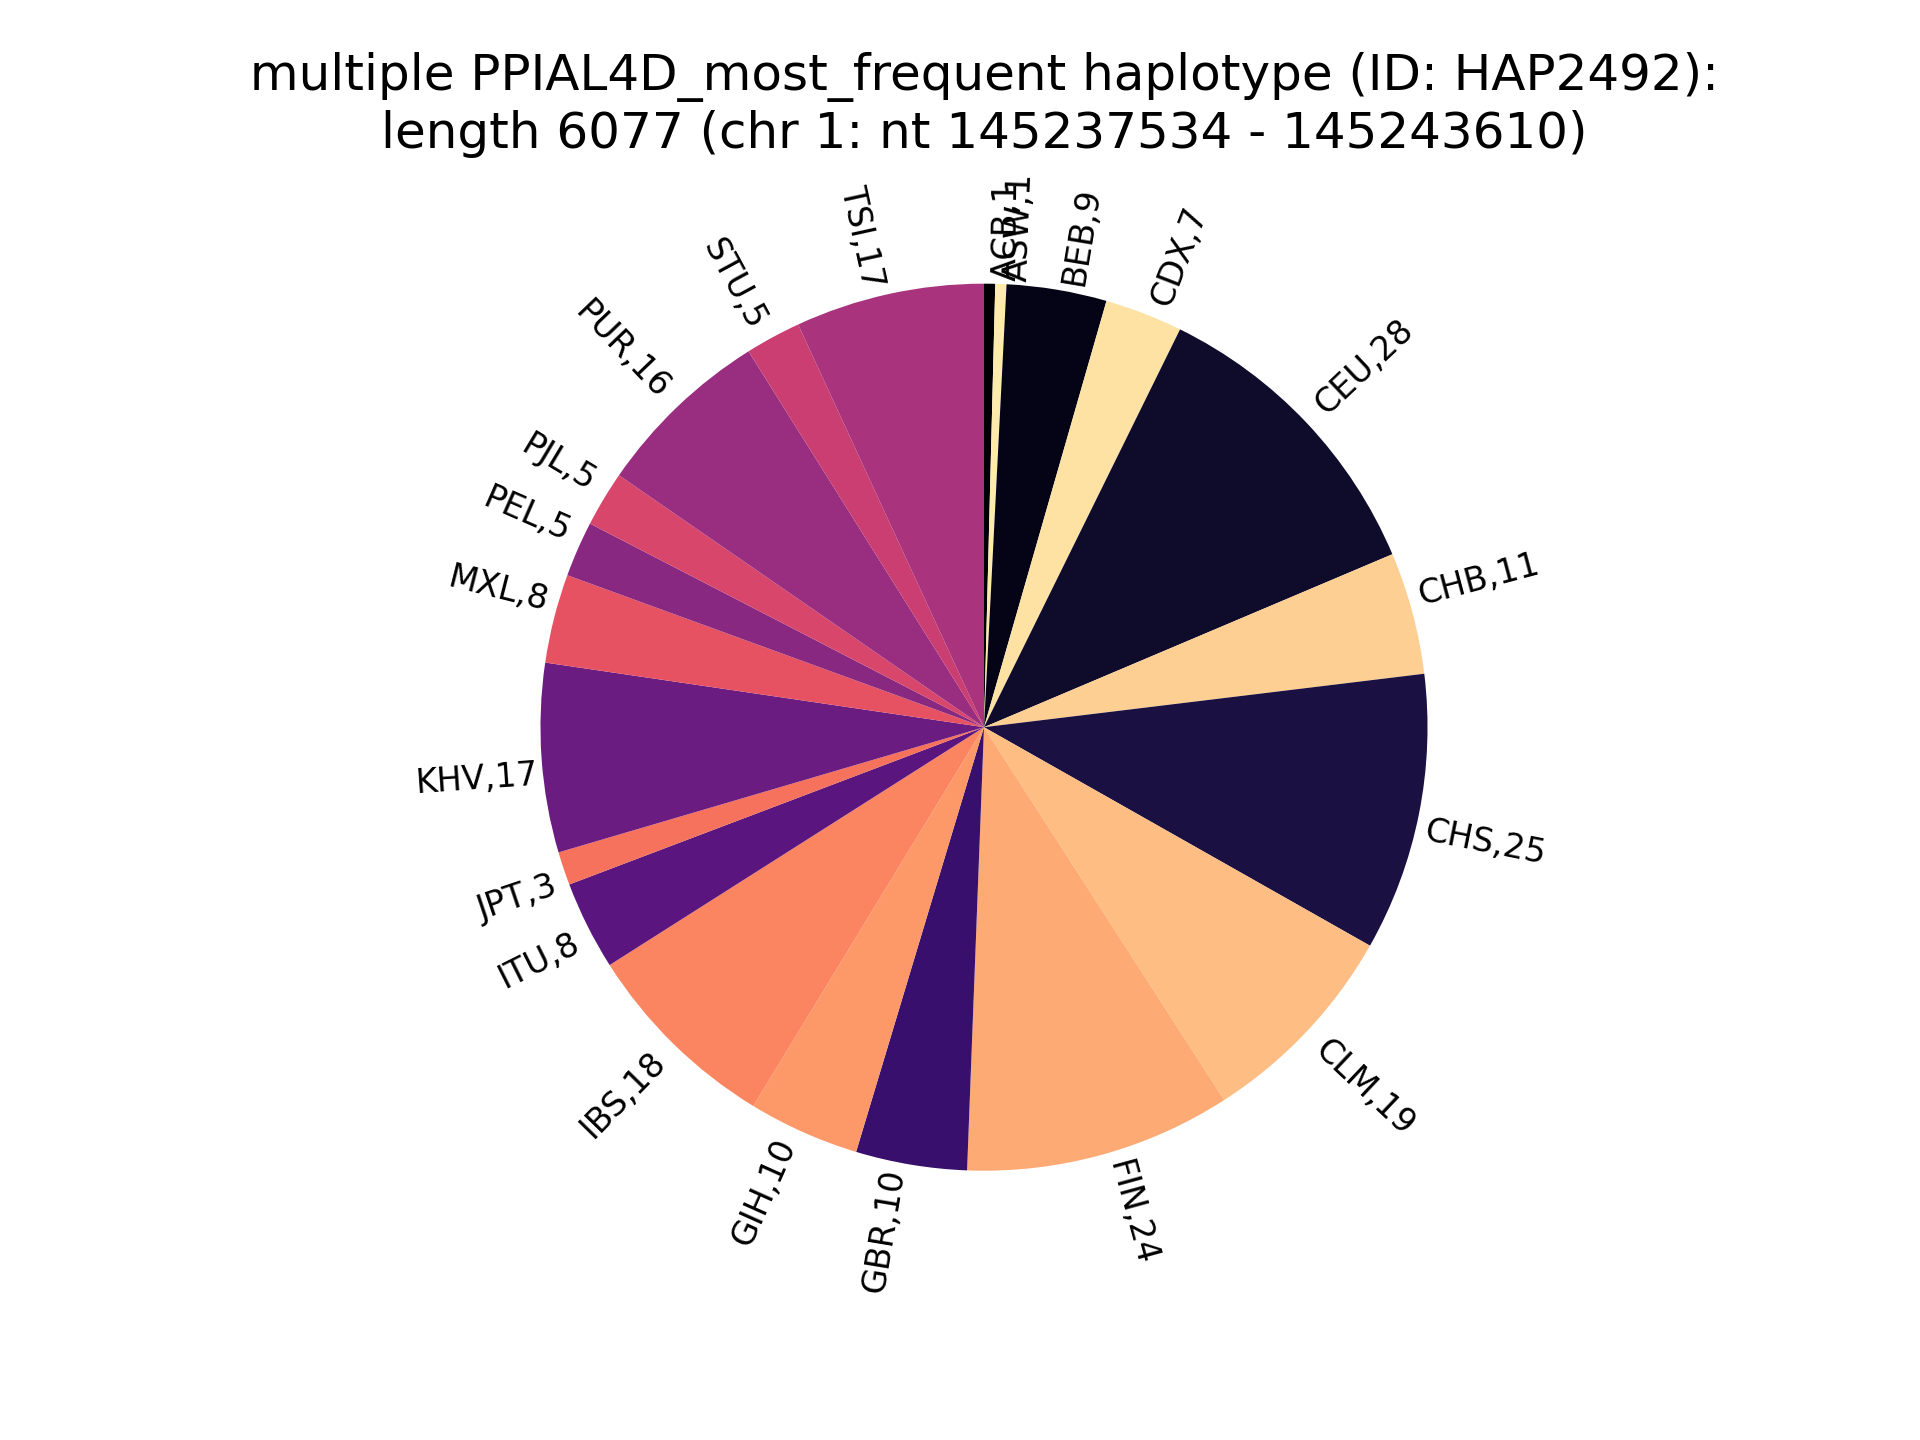 multiple PPIAL4D_most_frequent haplotype (ID: HAP2492):
length 6077 (chr 1: nt 145237534 - 145243610)
ACB,1
ASW,1
BEB,9
CDX,7
CEU,28
CHB,11
CHS,25
CLM,19
FIN,24
GBR,10
GIH,10
IBS,18
ITU,8
JPT,3
KHV,17
MXL,8
PEL,5
PJL,5
PUR,16
STU,5
TSI,17